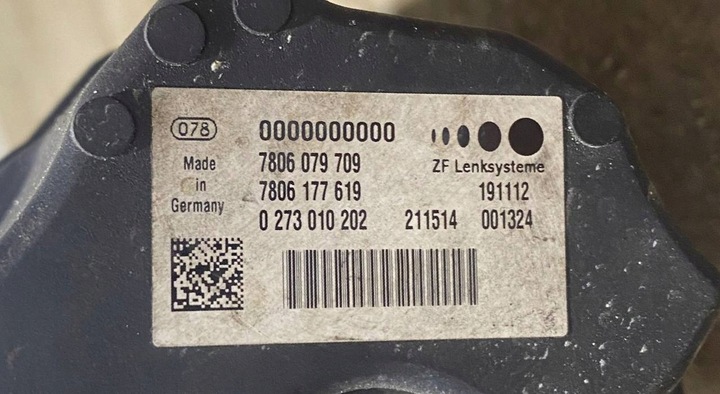 078 0000000000
Made 7806 079 709 ZF Lenksysteme
in 7806 177 619 191112
Germany 0 273 010 202 211514 001324